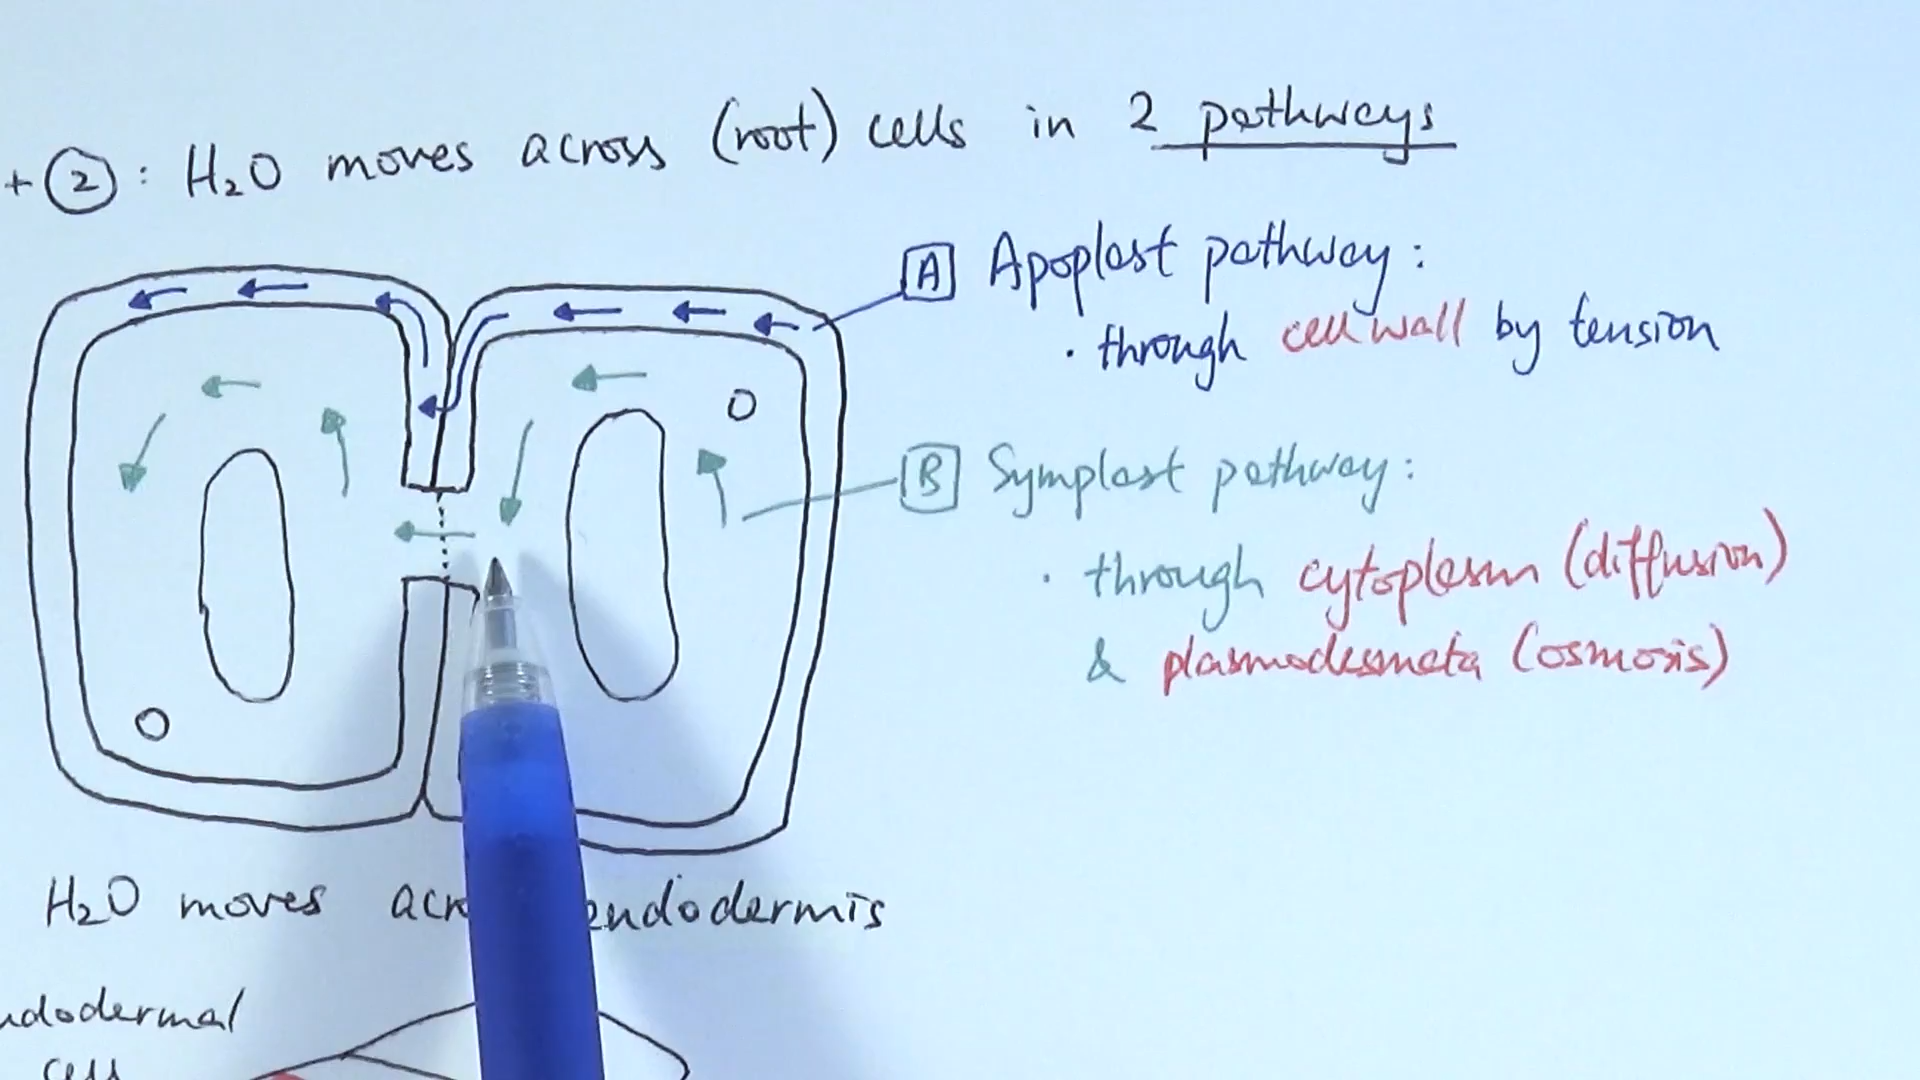 + ②: H₂O moves across (root) cells in 2 pathways
A Apoplast pathway:
· through cell wall by tension
B Symplast pathway:
· through cytoplasm (diffusion)
& plasmodesmata (osmosis)
H₂O moves endodermis
cell